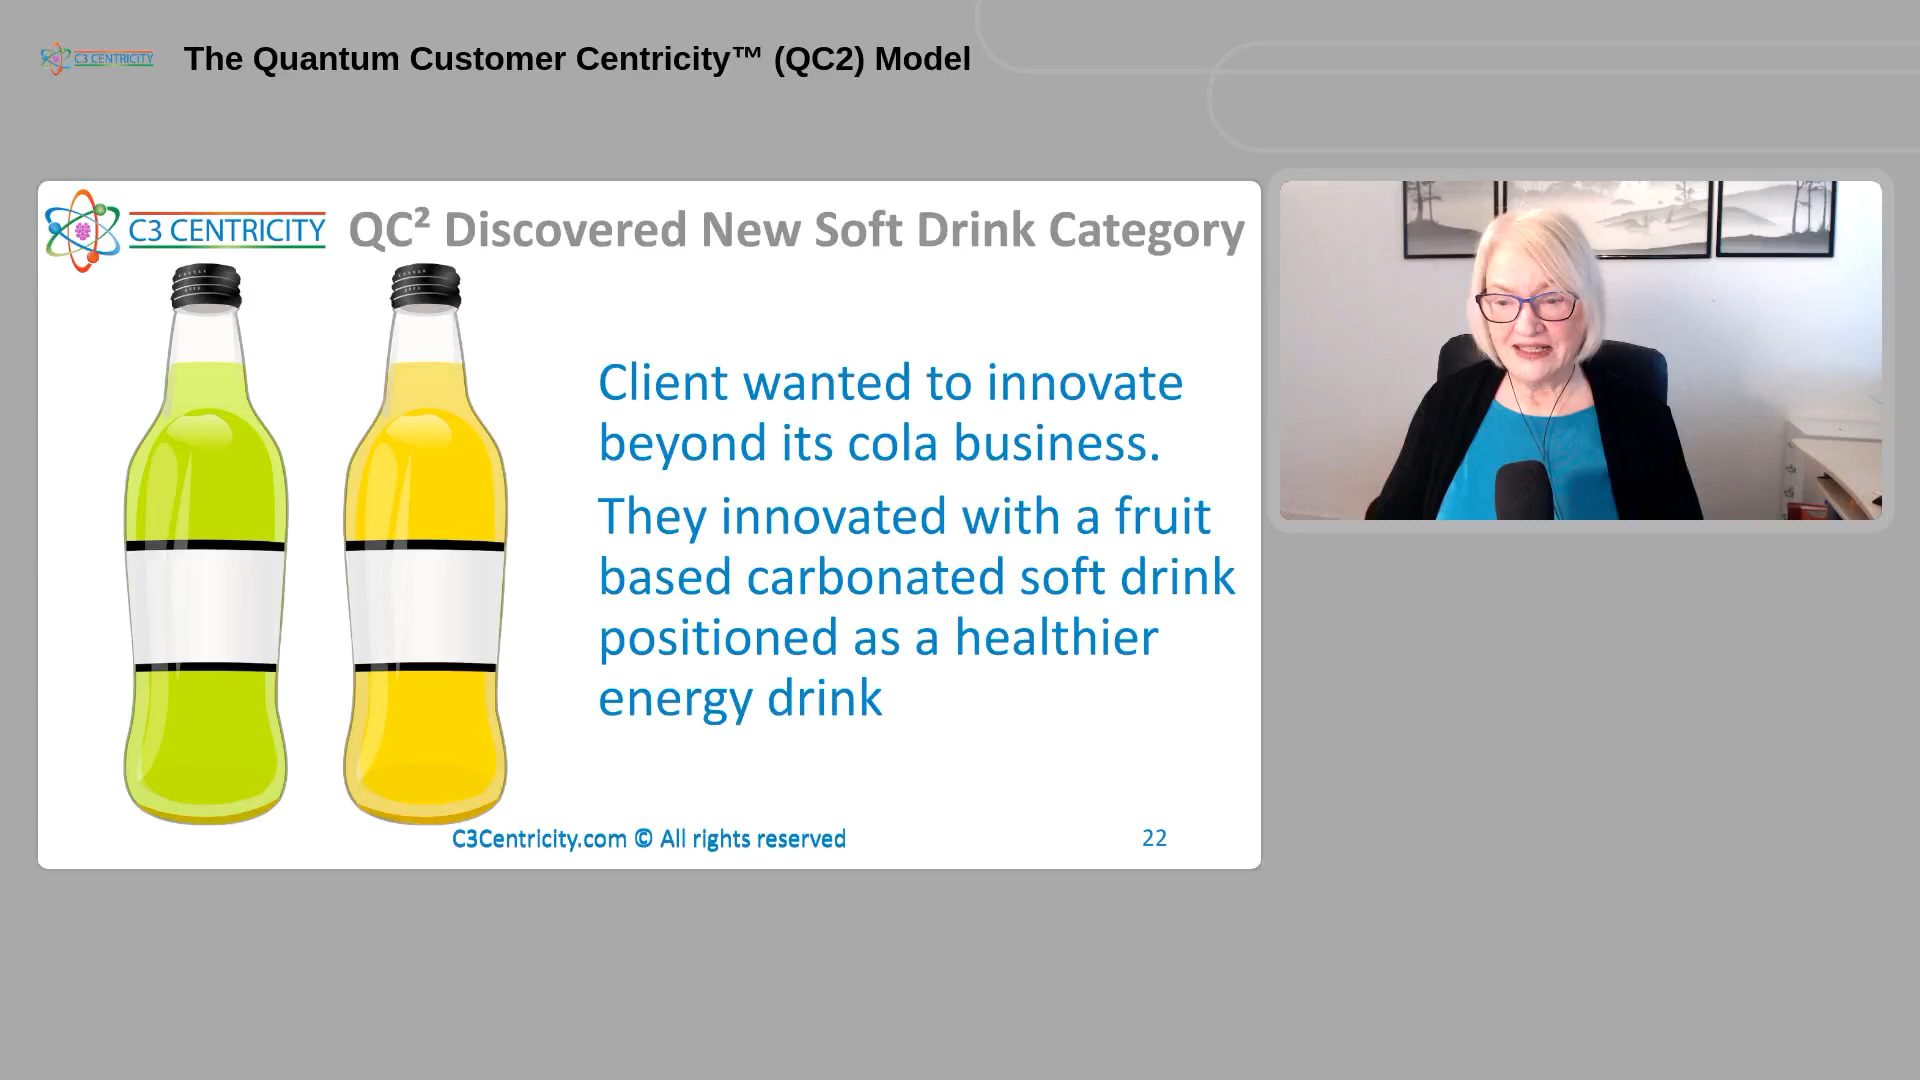 C3 CENTRICITY
The Quantum Customer Centricity™ (QC2) Model
C3 CENTRICITY
QC² Discovered New Soft Drink Category
Client wanted to innovate
beyond its cola business.
They innovated with a fruit
based carbonated soft drink
positioned as a healthier
energy drink
C3Centricity.com © All rights reserved
22